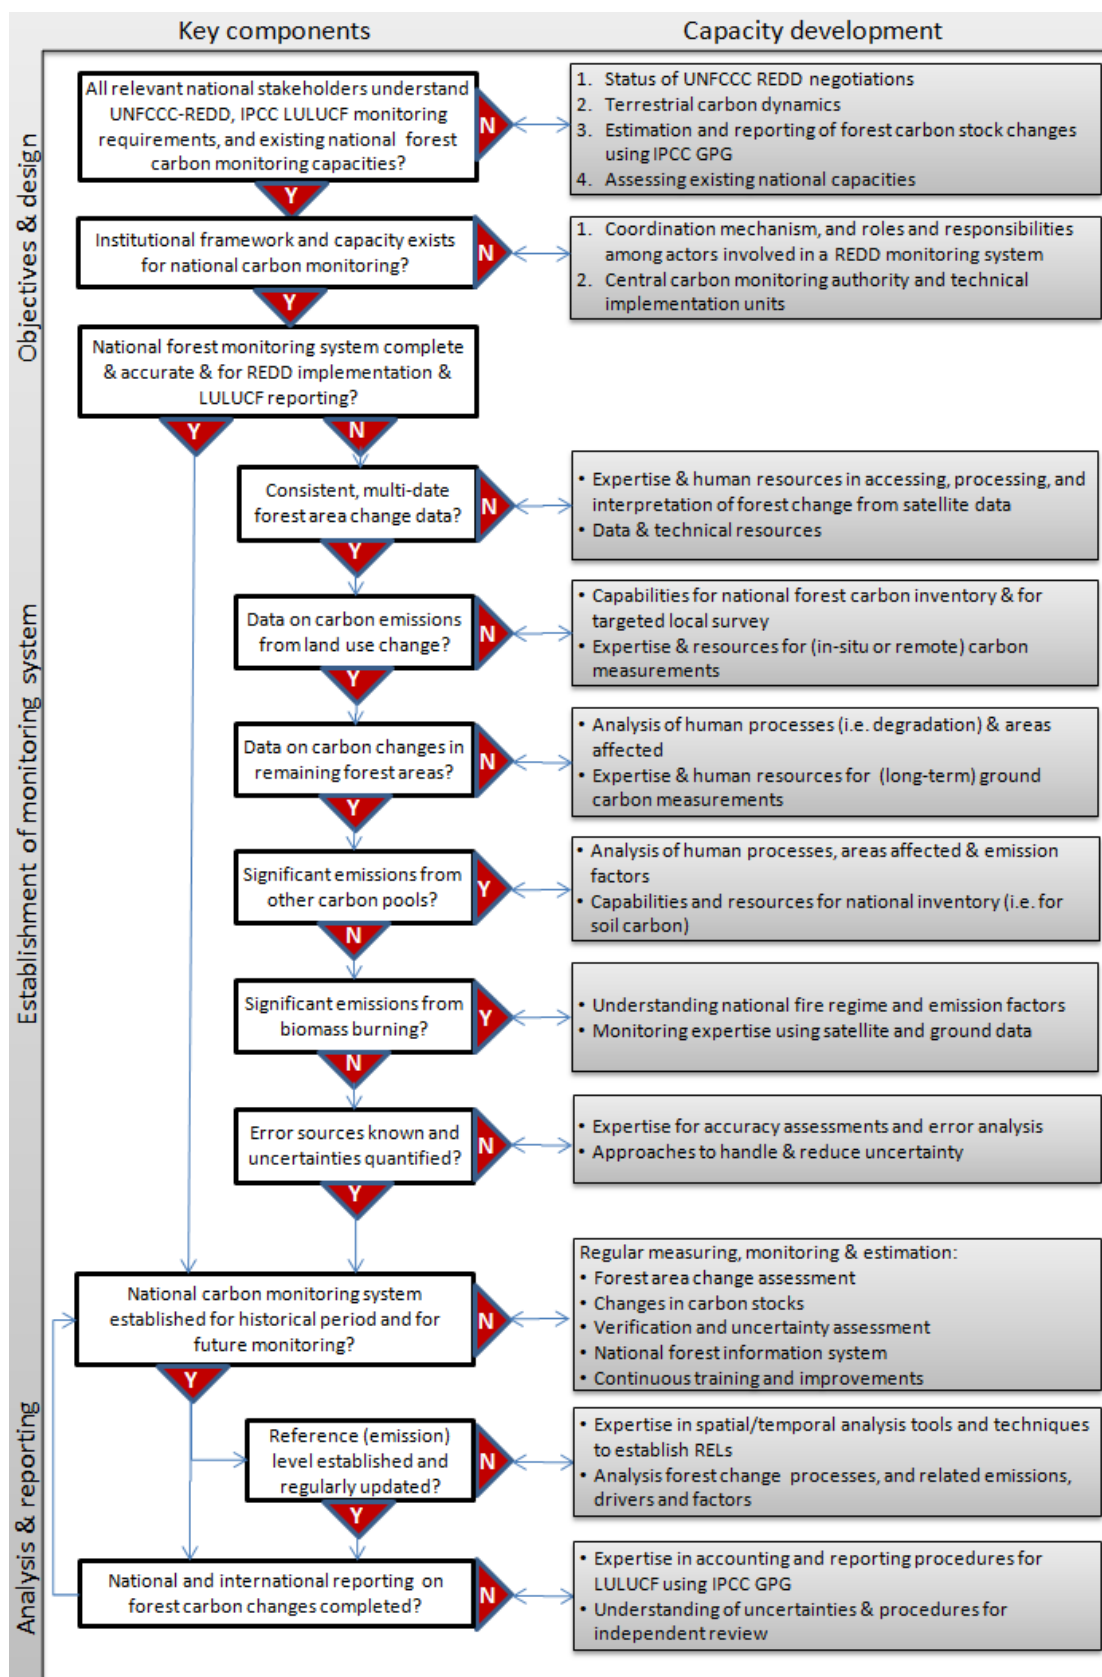 Key components
Capacity development
Objectives & design
All relevant national stakeholders understand
UNFCCC-REDD, IPCC LULUCF monitoring
requirements, and existing national forest
carbon monitoring capacities?
N
Y
1. Status of UNFCCC REDD negotiations
2. Terrestrial carbon dynamics
3. Estimation and reporting of forest carbon stock changes
using IPCC GPG
4. Assessing existing national capacities
Institutional framework and capacity exists
for national carbon monitoring?
N
Y
1. Coordination mechanism, and roles and responsibilities
among actors involved in a REDD monitoring system
2. Central carbon monitoring authority and technical
implementation units
National forest monitoring system complete
& accurate & for REDD implementation &
LULUCF reporting?
Y
N
Establishment of monitoring system
Consistent, multi-date
forest area change data?
N
Y
• Expertise & human resources in accessing, processing, and
interpretation of forest change from satellite data
• Data & technical resources
Data on carbon emissions
from land use change?
N
Y
• Capabilities for national forest carbon inventory & for
targeted local survey
• Expertise & resources for (in-situ or remote) carbon
measurements
Data on carbon changes in
remaining forest areas?
N
Y
• Analysis of human processes (i.e. degradation) & areas
affected
• Expertise & human resources for (long-term) ground
carbon measurements
Significant emissions from
other carbon pools?
Y
N
• Analysis of human processes, areas affected & emission
factors
• Capabilities and resources for national inventory (i.e. for
soil carbon)
Significant emissions from
biomass burning?
Y
N
• Understanding national fire regime and emission factors
• Monitoring expertise using satellite and ground data
Error sources known and
uncertainties quantified?
N
Y
• Expertise for accuracy assessments and error analysis
• Approaches to handle & reduce uncertainty
National carbon monitoring system
established for historical period and for
future monitoring?
N
Y
Regular measuring, monitoring & estimation:
• Forest area change assessment
• Changes in carbon stocks
• Verification and uncertainty assessment
• National forest information system
• Continuous training and improvements
Analysis & reporting
Reference (emission)
level established and
regularly updated?
N
Y
• Expertise in spatial/temporal analysis tools and techniques
to establish RELs
• Analysis forest change processes, and related emissions,
drivers and factors
National and international reporting on
forest carbon changes completed?
N
• Expertise in accounting and reporting procedures for
LULUCF using IPCC GPG
• Understanding of uncertainties & procedures for
independent review